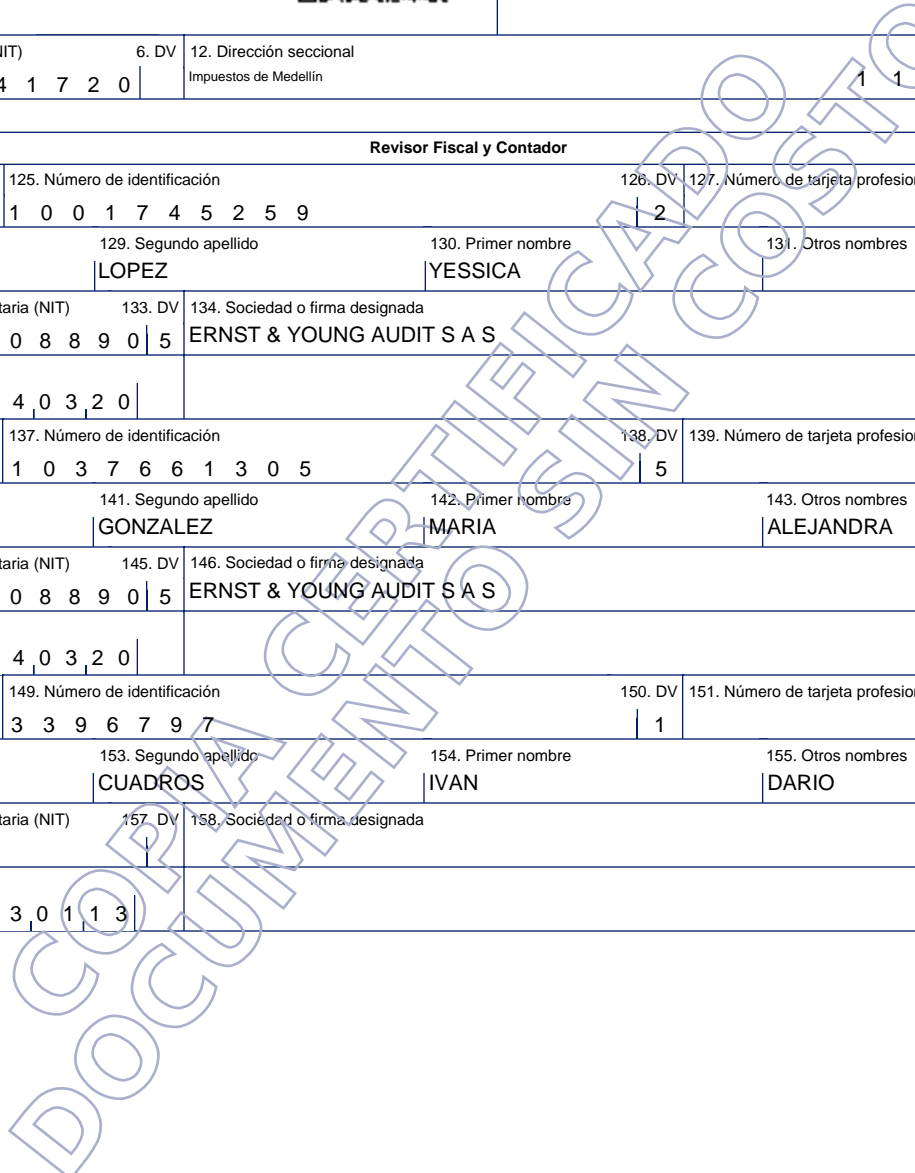 NIT) 6. DV 12. Dirección seccional
4 1 7 2 0 Impuestos de Medellín 1 1
Revisor Fiscal y Contador
125. Número de identificación 126. DV 127. Número de tarjeta profesion
1 0 0 1 7 4 5 2 5 9 2
129. Segundo apellido 130. Primer nombre 131. Otros nombres
LOPEZ YESSICA
taria (NIT) 133. DV 134. Sociedad o firma designada
0 8 8 9 0 5 ERNST & YOUNG AUDIT S A S
4 0 3 2 0
137. Número de identificación 138. DV 139. Número de tarjeta profesion
1 0 3 7 6 6 1 3 0 5 5
141. Segundo apellido 142. Primer nombre 143. Otros nombres
GONZALEZ MARIA ALEJANDRA
taria (NIT) 145. DV 146. Sociedad o firma designada
0 8 8 9 0 5 ERNST & YOUNG AUDIT S A S
4 0 3 2 0
149. Número de identificación 150. DV 151. Número de tarjeta profesion
3 3 9 6 7 9 7 1
153. Segundo apellido 154. Primer nombre 155. Otros nombres
CUADROS IVAN DARIO
taria (NIT) 157. DV 158. Sociedad o firma designada
3 0 1 1 3
COPIA CERTIFICADO
DOCUMENTO SIN COSTO